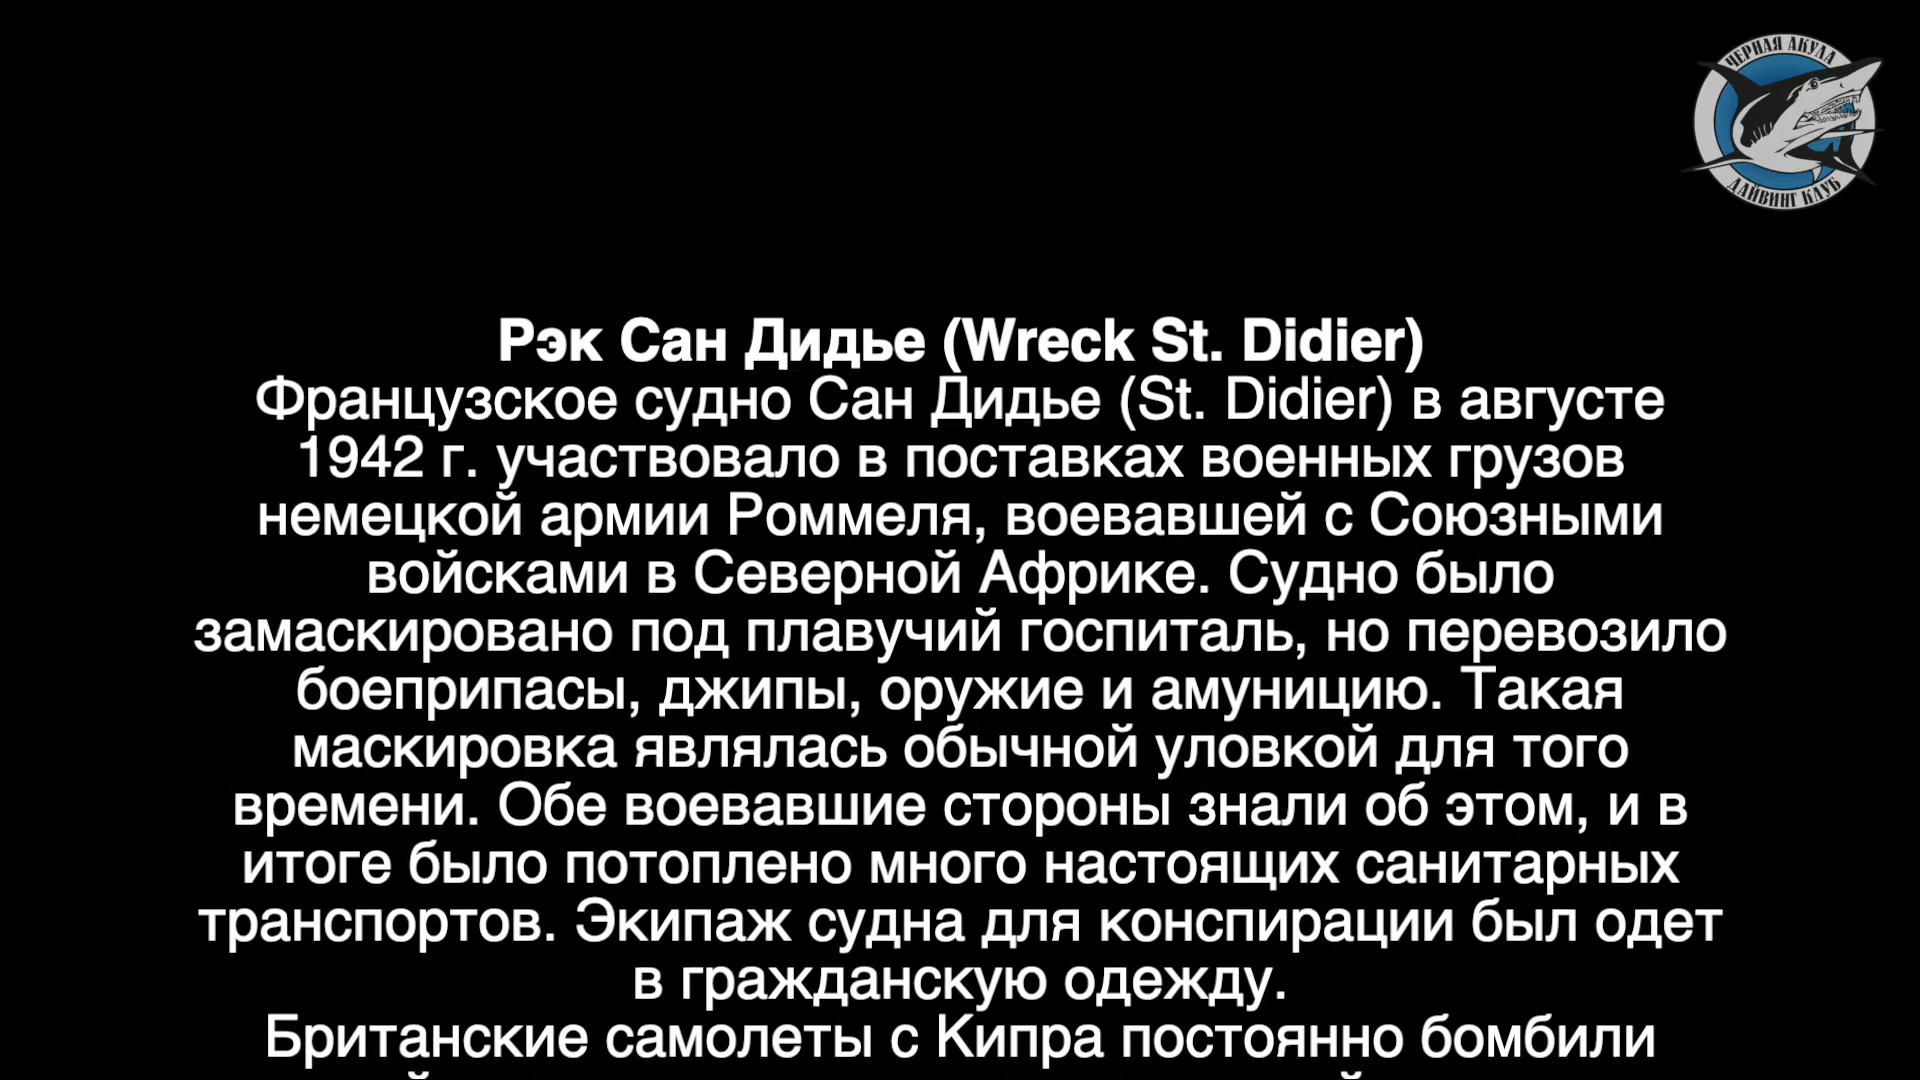 ЧЕРНАЯ АКУЛА
ДАЙВИНГ КЛУБ
Рэк Сан Дидье (Wreck St. Didier)
Французское судно Сан Дидье (St. Didier) в августе
1942 г. участвовало в поставках военных грузов
немецкой армии Роммеля, воевавшей с Союзными
войсками в Северной Африке. Судно было
замаскировано под плавучий госпиталь, но перевозило
боеприпасы, джипы, оружие и амуницию. Такая
маскировка являлась обычной уловкой для того
времени. Обе воевавшие стороны знали об этом, и в
итоге было потоплено много настоящих санитарных
транспортов. Экипаж судна для конспирации был одет
в гражданскую одежду.
Британские самолеты с Кипра постоянно бомбили